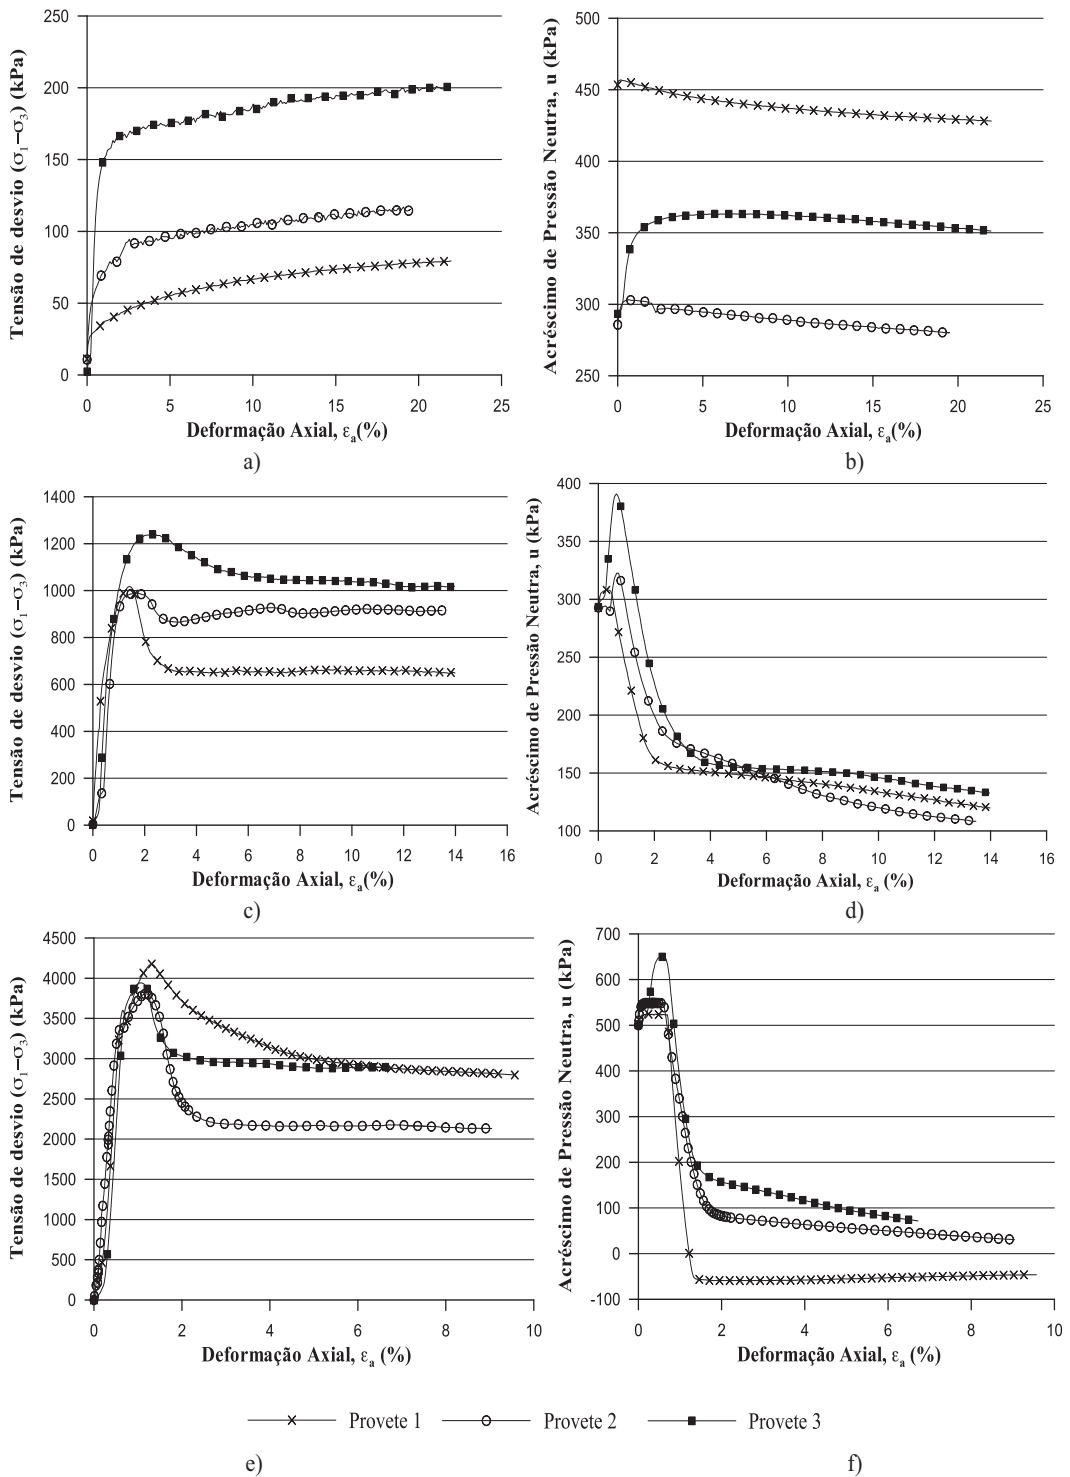 250
200
150
100
50
0
0 5 10 15 20 25
Tensão de desvio (σ₁−σ₃) (kPa)
Deformação Axial, εₐ(%)
a)
500
450
400
350
300
250
0 5 10 15 20 25
Acréscimo de Pressão Neutra, u (kPa)
Deformação Axial, εₐ(%)
b)
1400
1200
1000
800
600
400
200
0
0 2 4 6 8 10 12 14 16
Tensão de desvio (σ₁−σ₃) (kPa)
Deformação Axial, εₐ(%)
c)
400
350
300
250
200
150
100
0 2 4 6 8 10 12 14 16
Acréscimo de Pressão Neutra, u (kPa)
Deformação Axial, εₐ (%)
d)
4500
4000
3500
3000
2500
2000
1500
1000
500
0
0 2 4 6 8 10
Tensão de desvio (σ₁−σ₃) (kPa)
Deformação Axial, εₐ (%)
700
600
500
400
300
200
100
0
-100
0 2 4 6 8 10
Acréscimo de Pressão Neutra, u (kPa)
Deformação Axial, εₐ (%)
Provete 1 Provete 2 Provete 3
e)
f)